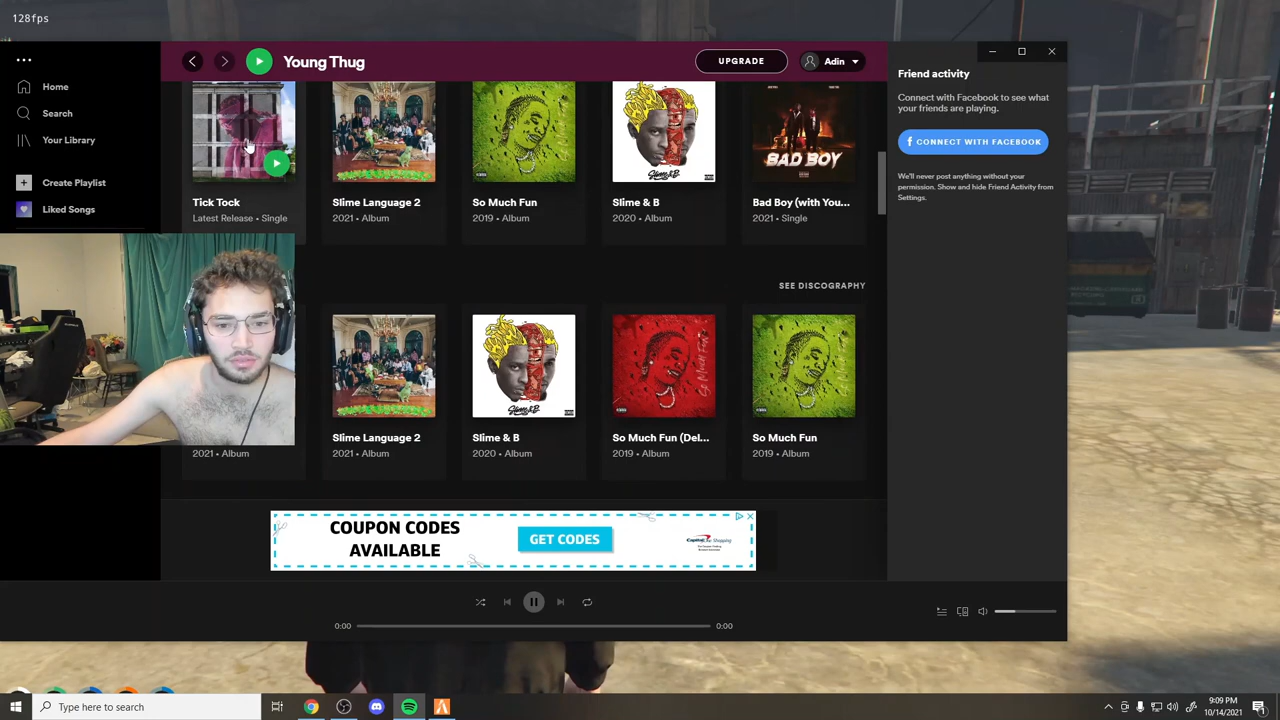 128fps
Young Thug
UPGRADE
Adin
Home
Search
Your Library
Create Playlist
Liked Songs
Tick Tock
Latest Release • Single
Slime Language 2
2021 • Album
So Much Fun
2019 • Album
Slime & B
2020 • Album
BAD BOY
Bad Boy (with You...
2021 • Single
SEE DISCOGRAPHY
2021 • Album
Slime Language 2
2021 • Album
Slime & B
2020 • Album
So Much Fun (Del...
2019 • Album
So Much Fun
2019 • Album
Friend activity
Connect with Facebook to see what
your friends are playing.
f CONNECT WITH FACEBOOK
We'll never post anything without your
permission. Show and hide Friend Activity from
Settings.
COUPON CODES
AVAILABLE
GET CODES
Capital One Shopping
0:00
0:00
Type here to search
9:09 PM
10/14/2021